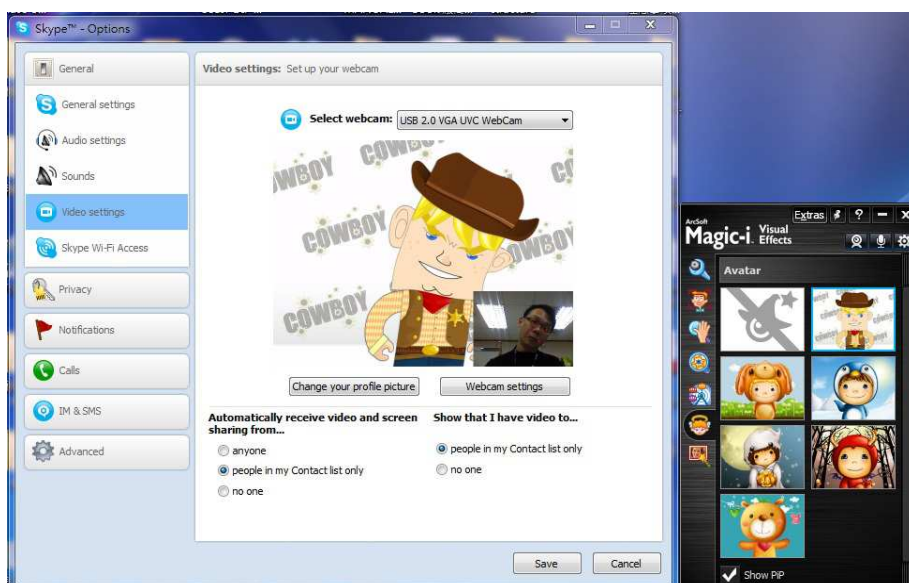 Skype™ - Options
General
General settings
Audio settings
Sounds
Video settings
Skype Wi-Fi Access
Privacy
Notifications
Calls
IM & SMS
Advanced
Video settings: Set up your webcam
Select webcam: USB 2.0 VGA UVC WebCam
COWBOY
COWBOY
COWBOY
Change your profile picture
Webcam settings
Automatically receive video and screen
sharing from...
anyone
people in my Contact list only
no one
Show that I have video to...
people in my Contact list only
no one
Save
Cancel
Extras
?
ArcSoft
Magic-i Visual
Effects
Avatar
Show PiP